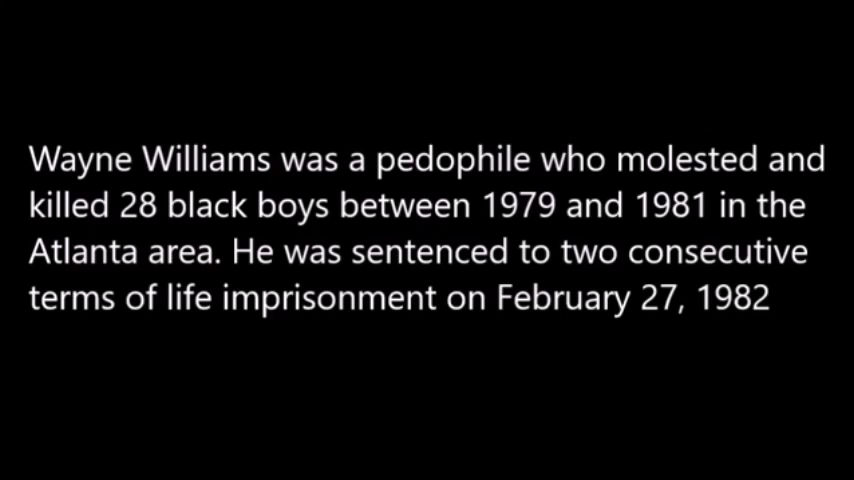 Wayne Williams was a pedophile who molested and
killed 28 black boys between 1979 and 1981 in the
Atlanta area. He was sentenced to two consecutive
terms of life imprisonment on February 27, 1982